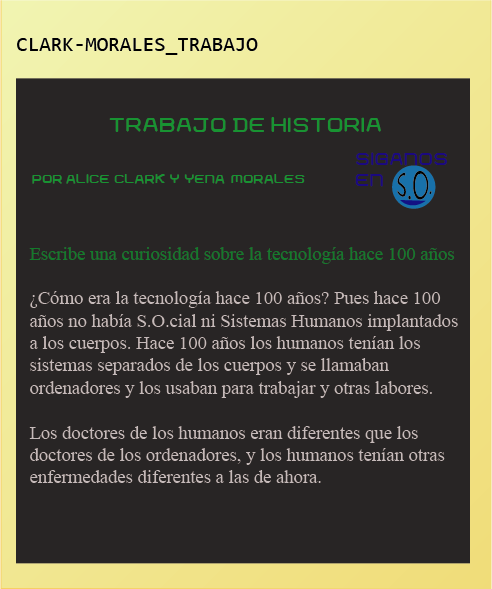 CLARK-MORALES_TRABAJO
TRABAJO DE HISTORIA
POR ALICE CLARK Y YENA MORALES
SIGANOS
EN S.O.
Escribe una curiosidad sobre la tecnología hace 100 años
¿Cómo era la tecnología hace 100 años? Pues hace 100
años no había S.O.cial ni Sistemas Humanos implantados
a los cuerpos. Hace 100 años los humanos tenían los
sistemas separados de los cuerpos y se llamaban
ordenadores y los usaban para trabajar y otras labores.
Los doctores de los humanos eran diferentes que los
doctores de los ordenadores, y los humanos tenían otras
enfermedades diferentes a las de ahora.